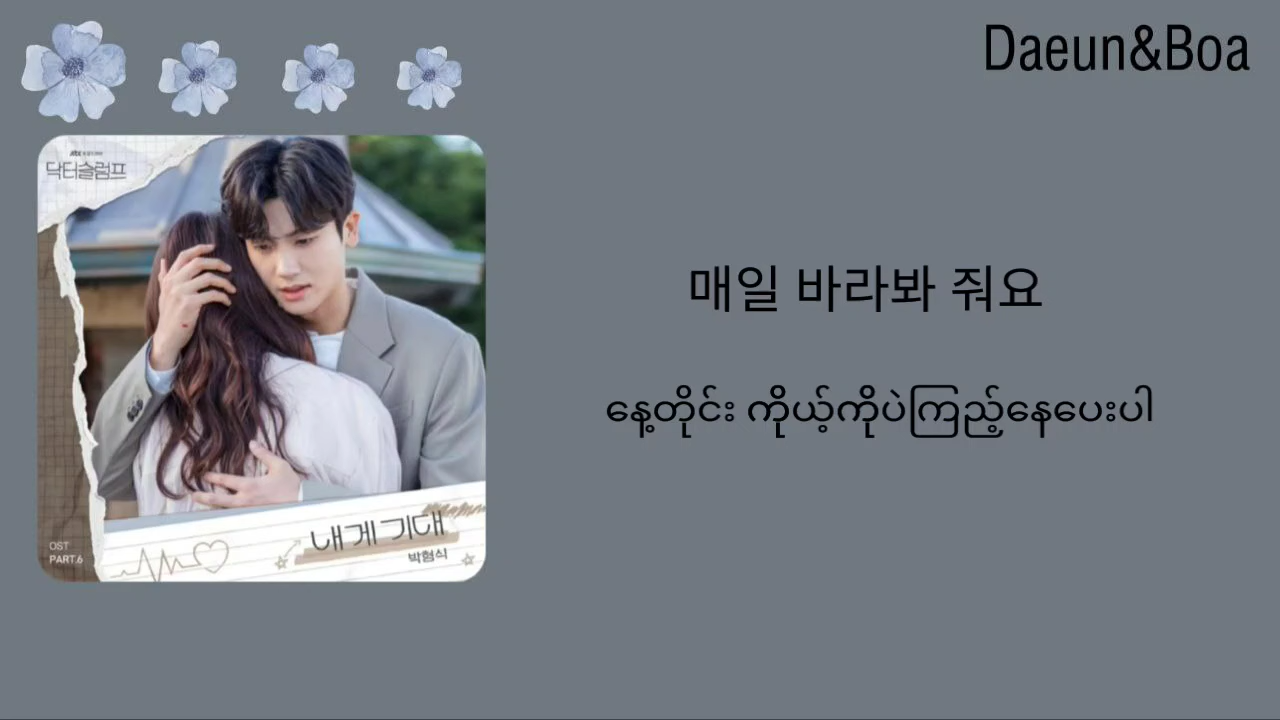 Daeun&Boa
닥터슬럼프
매일 바라봐 줘요
နေ့တိုင်း ကိုယ့်ကိုပဲကြည့်နေပေးပါ
내게 기대
박형식
OST
PART.6